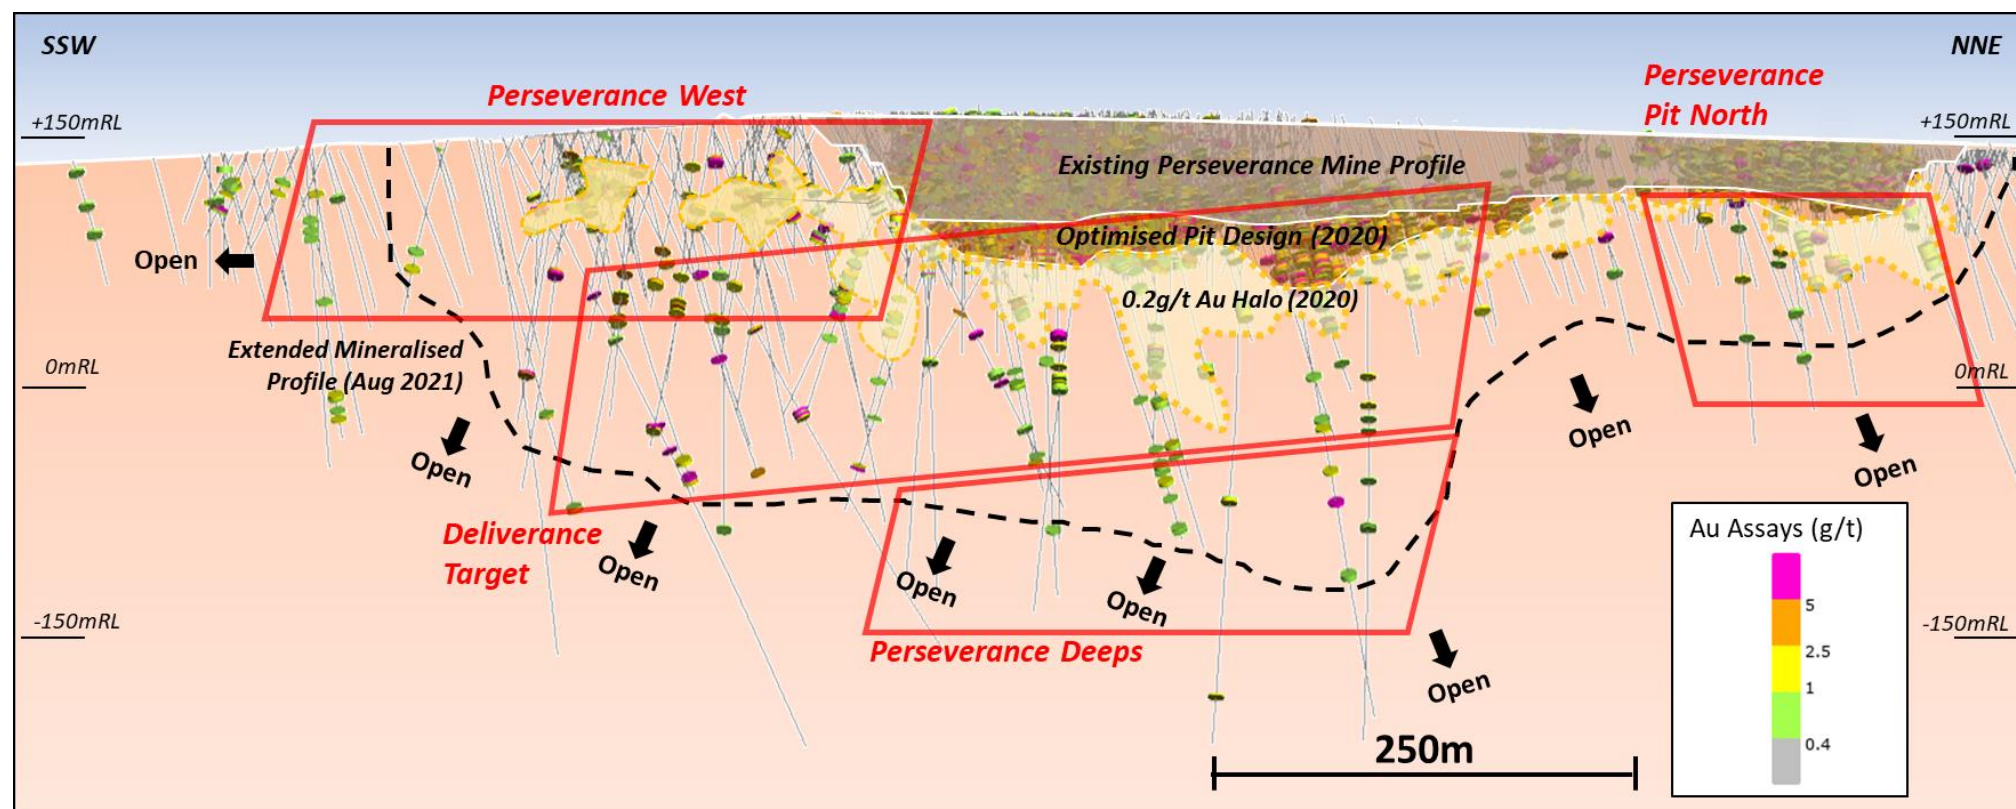 SSW
NNE
Perseverance West
Perseverance
Pit North
+150mRL
+150mRL
Existing Perseverance Mine Profile
Optimised Pit Design (2020)
Open
0.2g/t Au Halo (2020)
Extended Mineralised
Profile (Aug 2021)
0mRL
0mRL
Open
Open
Open
Deliverance
Target
Open
Open
Open
Perseverance Deeps
Open
-150mRL
-150mRL
250m
Au Assays (g/t)
5
2.5
1
0.4